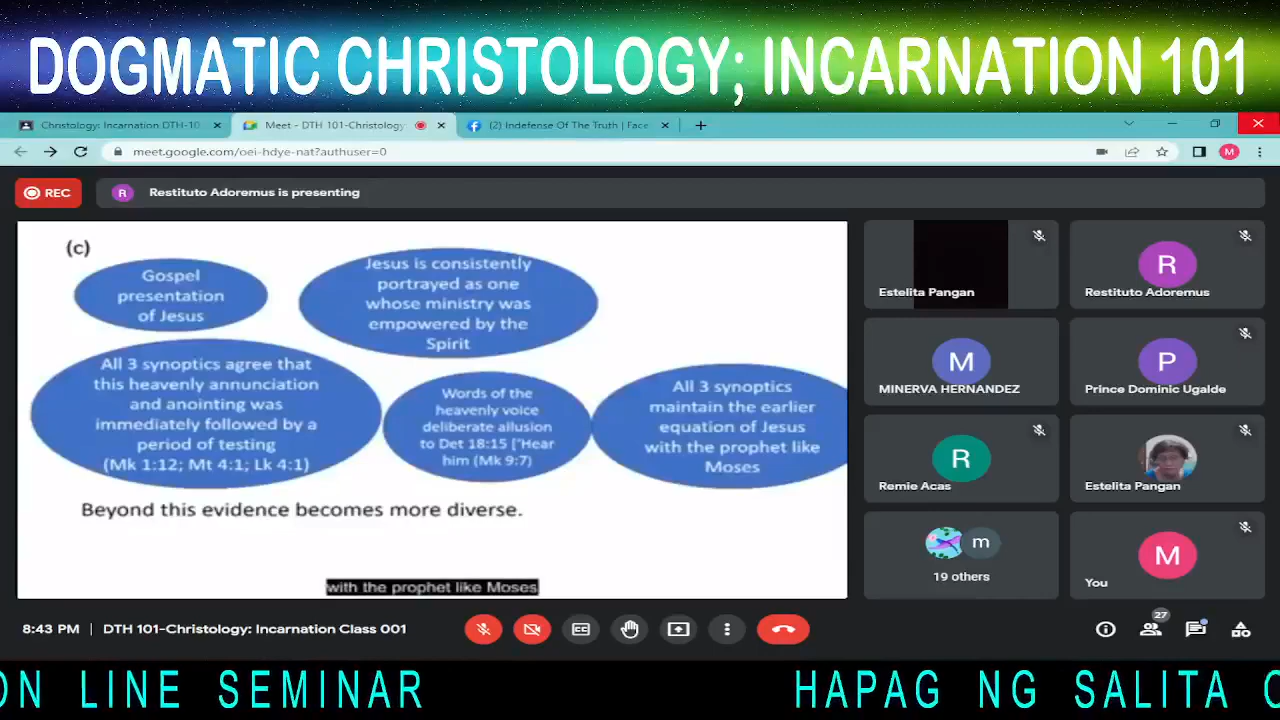 DOGMATIC CHRISTOLOGY; INCARNATION 101
Christology: Incarnation DTH-10
Meet - DTH 101-Christology
(2) Indefense Of The Truth | Face
meet.google.com/oei-hdye-nat?authuser=0
M
REC
R
Restituto Adoremus is presenting
(c)
Gospel
presentation
of Jesus
Jesus is consistently
portrayed as one
whose ministry was
empowered by the
Spirit
All 3 synoptics agree that
this heavenly annunciation
and anointing was
immediately followed by a
period of testing
(Mk 1:12; Mt 4:1; Lk 4:1)
Words of the
heavenly voice
deliberate allusion
to Det 18:15 ["Hear
him (Mk 9:7)
All 3 synoptics
maintain the earlier
equation of Jesus
with the prophet like
Moses
Beyond this evidence becomes more diverse.
with the prophet like Moses
Estelita Pangan
R
Restituto Adoremus
M
MINERVA HERNANDEZ
P
Prince Dominic Ugalde
R
Remie Acas
Estelita Pangan
m
19 others
M
You
8:43 PM | DTH 101-Christology: Incarnation Class 001
CC
27
ON LINE SEMINAR HAPAG NG SALITA